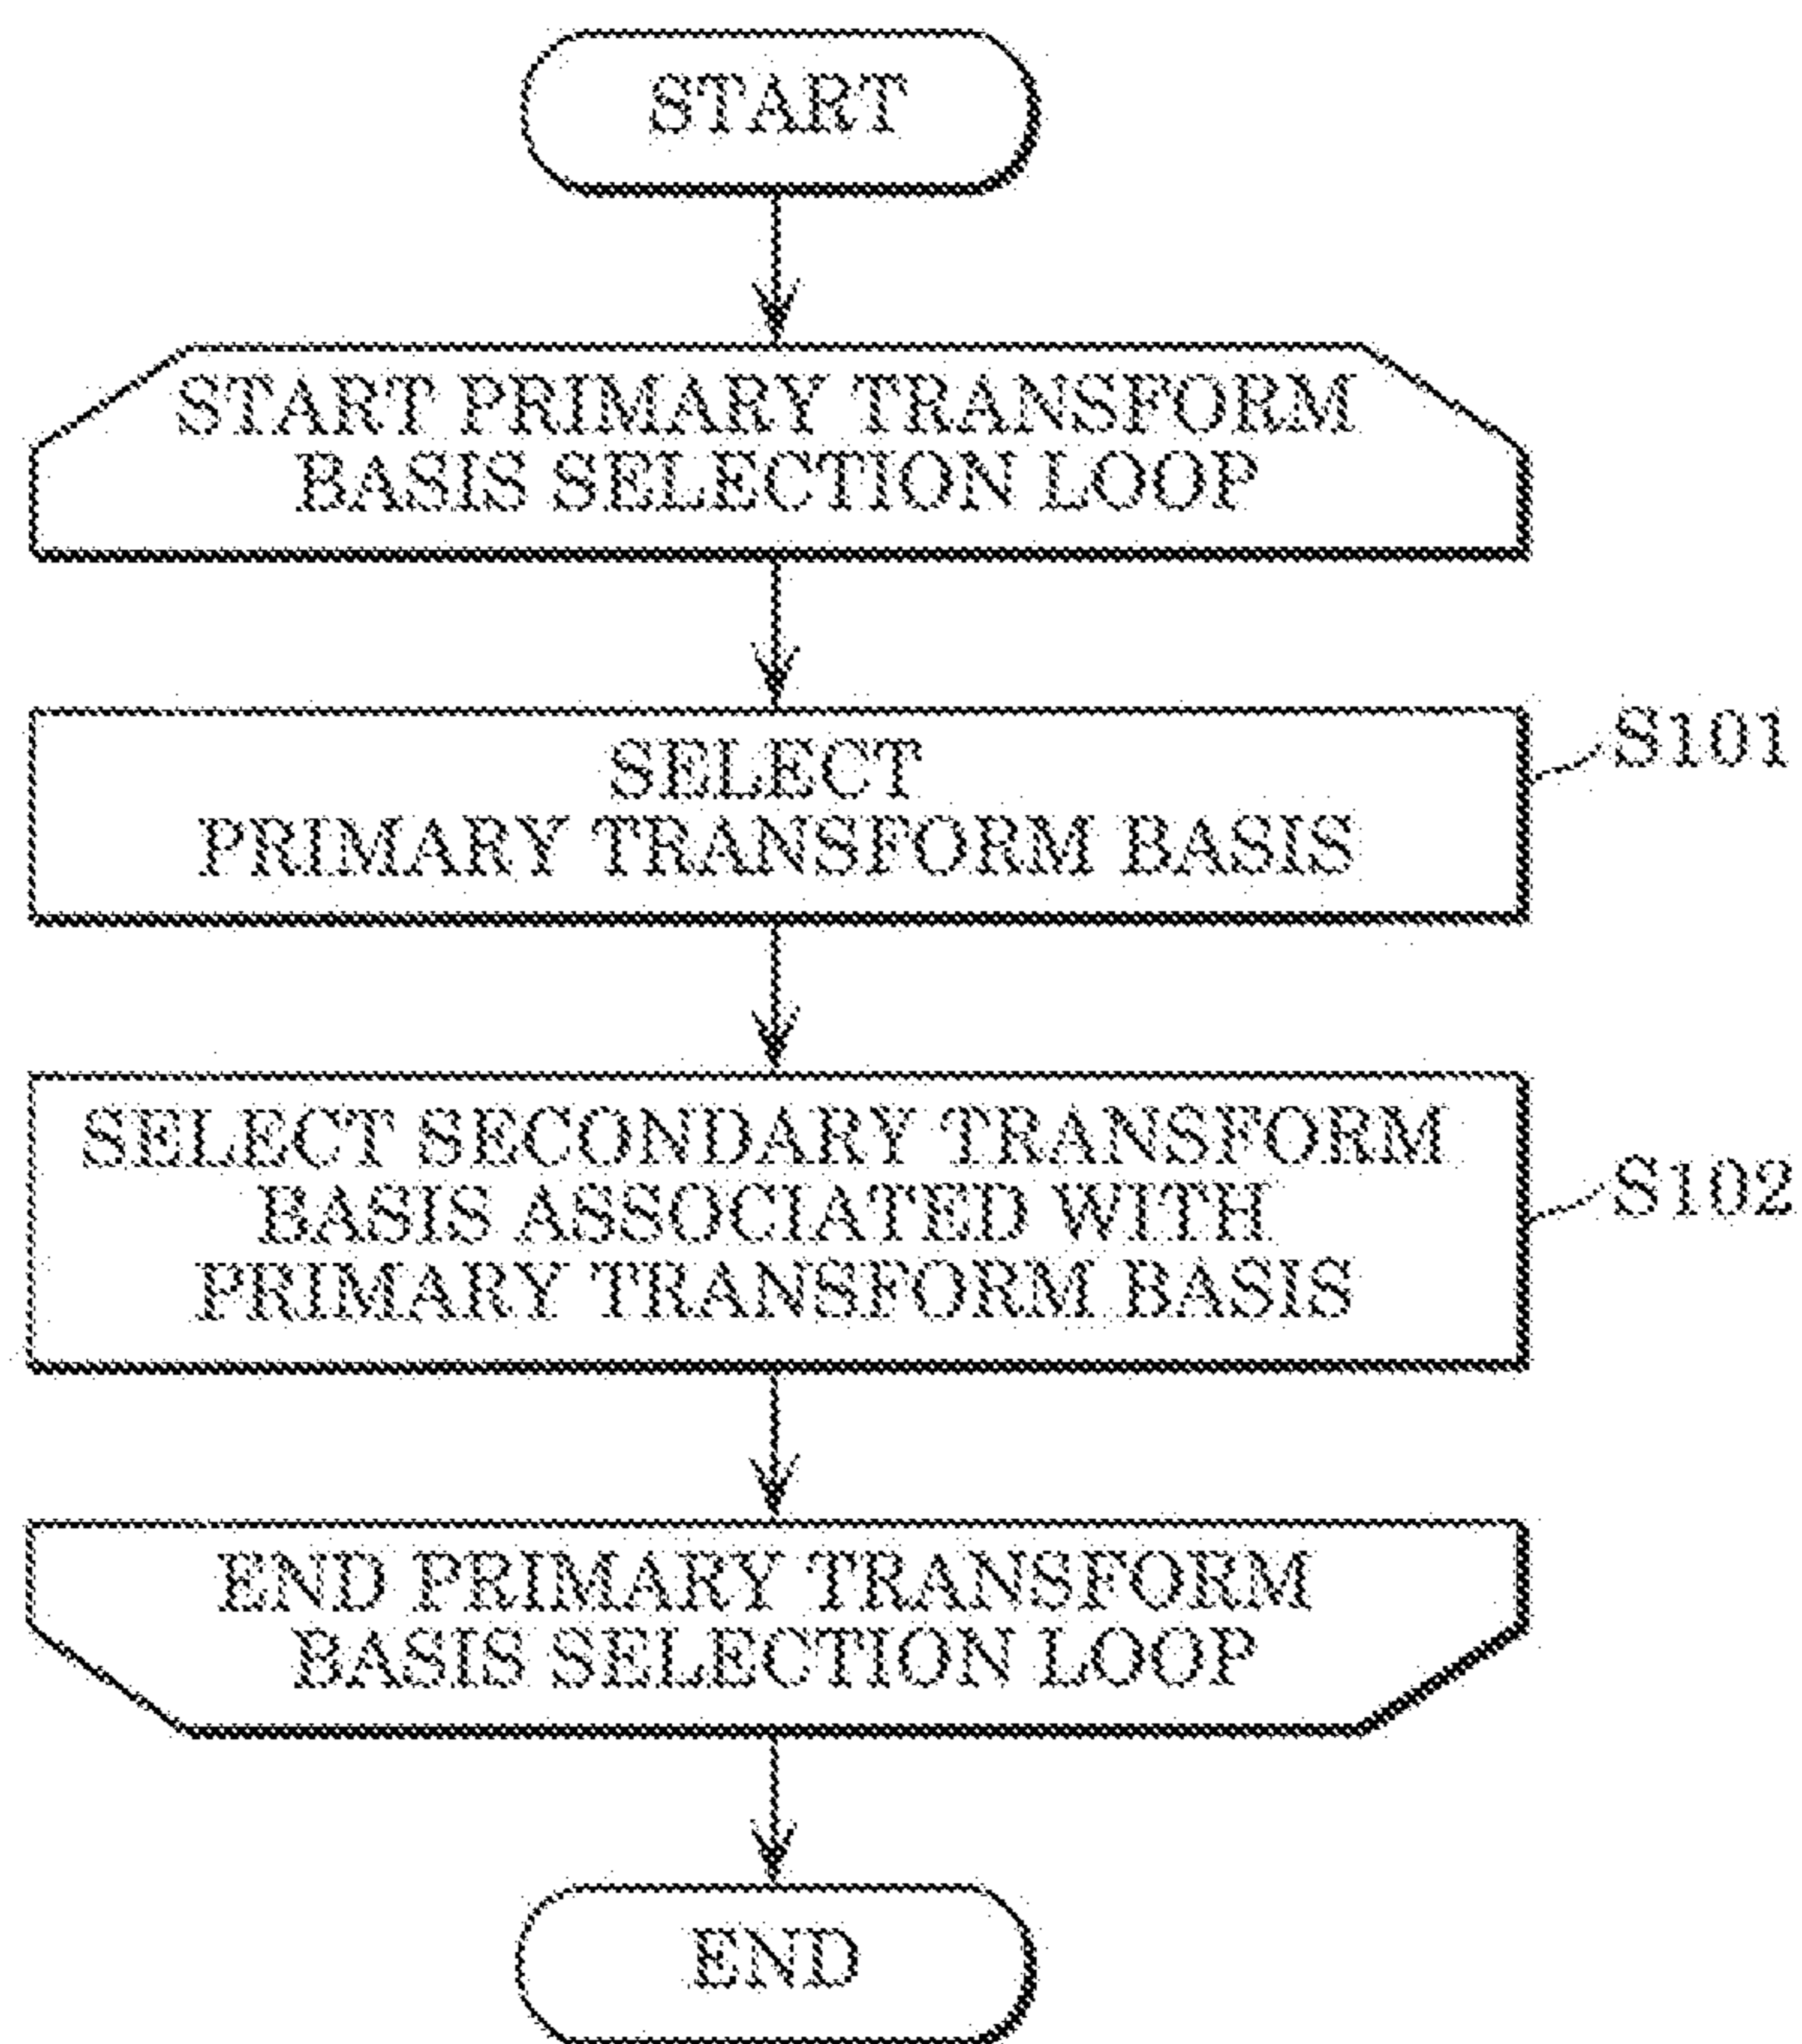 START
START PRIMARY TRANSFORM
BASIS SELECTION LOOP
SELECT
PRIMARY TRANSFORM BASIS
S101
SELECT SECONDARY TRANSFORM
BASIS ASSOCIATED WITH
PRIMARY TRANSFORM BASIS
S102
END PRIMARY TRANSFORM
BASIS SELECTION LOOP
END